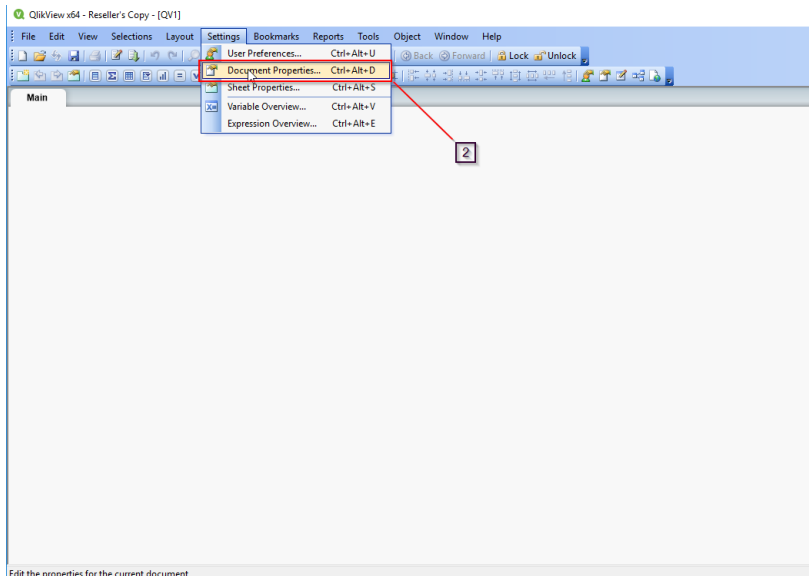 QlikView x64 - Reseller's Copy - [QV1]
File Edit View Selections Layout Settings Bookmarks Reports Tools Object Window Help
User Preferences... Ctrl+Alt+U
Back Forward Lock Unlock
Document Properties... Ctrl+Alt+D
Sheet Properties... Ctrl+Alt+S
Main
Variable Overview... Ctrl+Alt+V
Expression Overview... Ctrl+Alt+E
2
Edit the properties for the current document